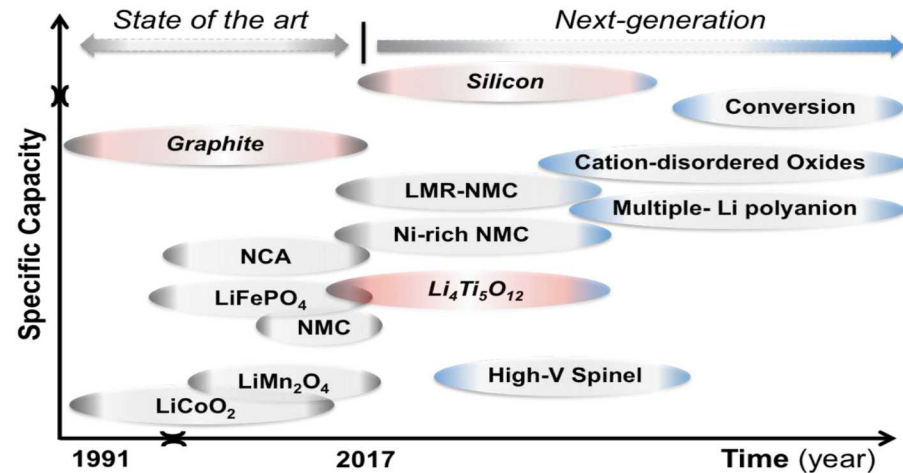 State of the art
Next-generation
Silicon
Conversion
Graphite
Cation-disordered Oxides
LMR-NMC
Multiple- Li polyanion
Ni-rich NMC
NCA
Li₄Ti₅O₁₂
LiFePO₄
NMC
High-V Spinel
LiMn₂O₄
LiCoO₂
Specific Capacity
1991
2017
Time (year)